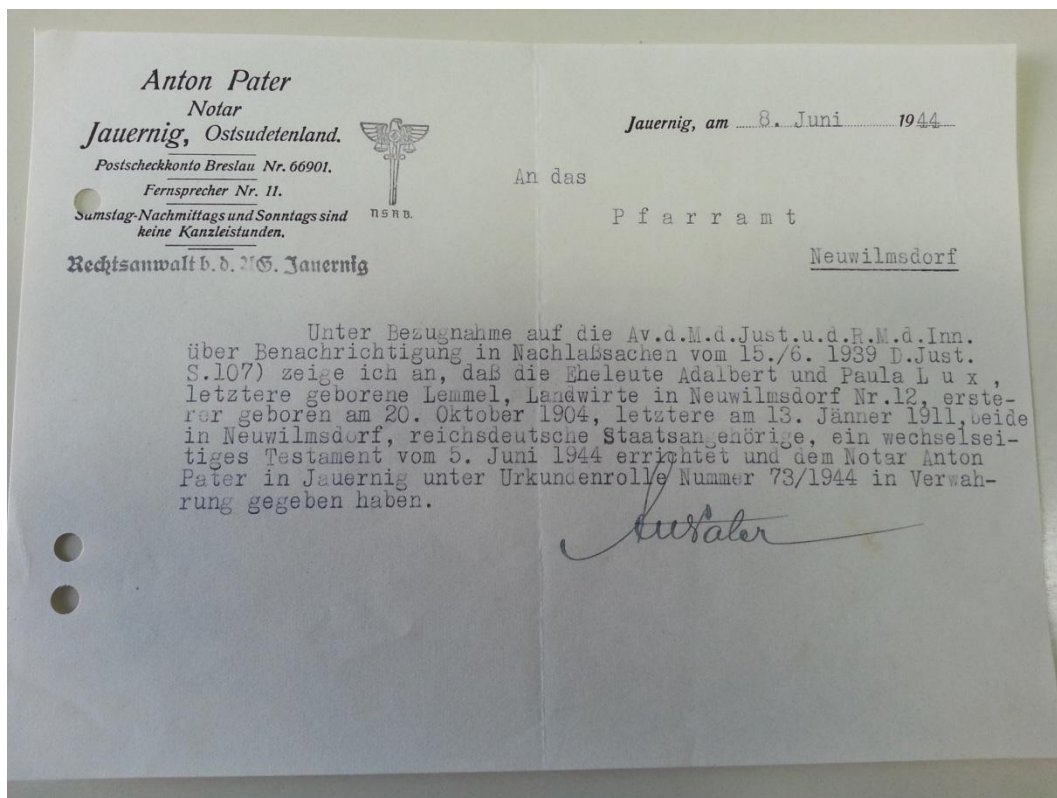 Anton Pater
Notar
Jauernig, Ostsudetenland.
Postscheckkonto Breslau Nr. 66901.
Fernsprecher Nr. 11.
Samstag-Nachmittags und Sonntags sind
keine Kanzleistunden.
NSRB.
Rechtsanwalt b. d. AG. Jauernig
Jauernig, am 8. Juni 1944
An das
Pfarramt
Neuwilmsdorf
Unter Bezugnahme auf die Av.d.M.d.Just.u.d.R.M.d.Inn.
über Benachrichtigung in Nachlaßsachen vom 15./6. 1939 D.Just.
S.107) zeige ich an, daß die Eheleute Adalbert und Paula L u x ,
letztere geborene Lemmel, Landwirte in Neuwilmsdorf Nr.12, erste-
rer geboren am 20. Oktober 1904, letztere am 13. Jänner 1911,beide
in Neuwilmsdorf, reichsdeutsche Staatsangehörige, ein wechselsei-
tiges Testament vom 5. Juni 1944 errichtet und dem Notar Anton
Pater in Jauernig unter Urkundenrolle Nummer 73/1944 in Verwah-
rung gegeben haben.
AntPater